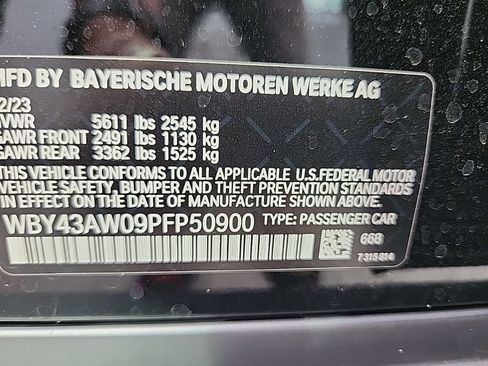 MFD BY BAYERISCHE MOTOREN WERKE AG
2/23
GVWR 5611 lbs 2545 kg
GAWR FRONT 2491 lbs 1130 kg
GAWR REAR 3362 lbs 1525 kg
THIS VEHICLE CONFORMS TO ALL APPLICABLE U.S.FEDERAL MOTOR
VEHICLE SAFETY, BUMPER AND THEFT PREVENTION STANDARDS
IN EFFECT ON THE DATE OF MANUFACTURE SHOWN ABOVE.
WBY43AW09PFP50900 TYPE: PASSENGER CAR
668
7 315 814